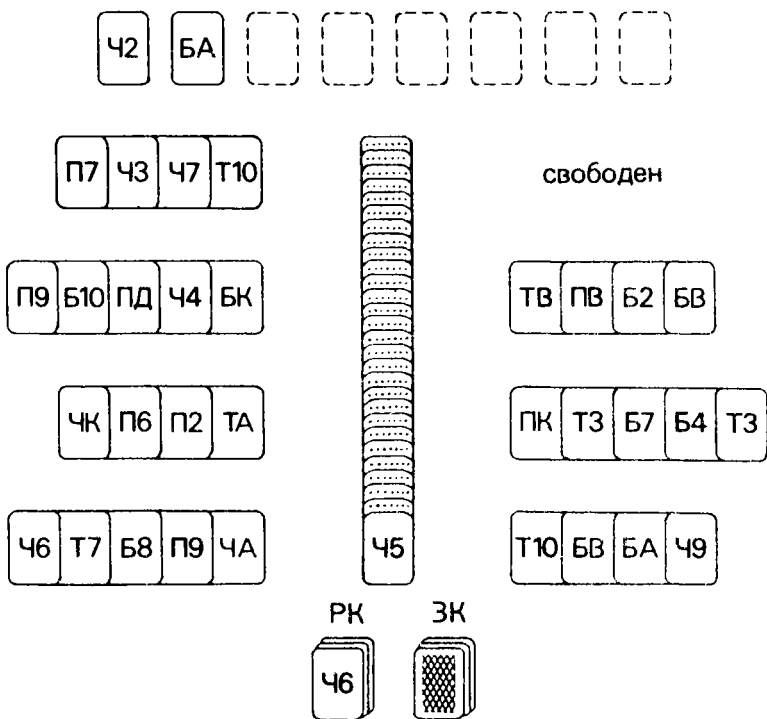 Ч2 БА
П7 Ч3 Ч7 Т10 свободен
П9 Б10 ПД Ч4 БК ТВ ПВ Б2 БВ
ЧК П6 П2 ТА ПК Т3 Б7 Б4 Т3
Ч6 Т7 Б8 П9 ЧА Ч5 Т10 БВ БА Ч9
РК ЗК
Ч6